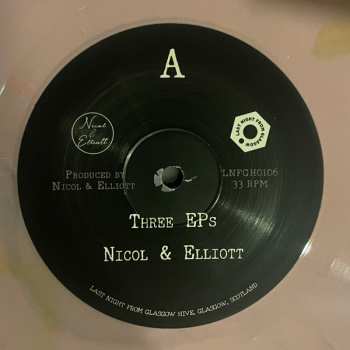 A
Nicol
&
Elliott
LAST NIGHT FROM GLASGOW
PRODUCED BY
NICOL & ELLIOTT
LNFGH0106
33 RPM
THREE EPS
NICOL & ELLIOTT
LAST NIGHT FROM GLASGOW HIVE, GLASGOW, SCOTLAND